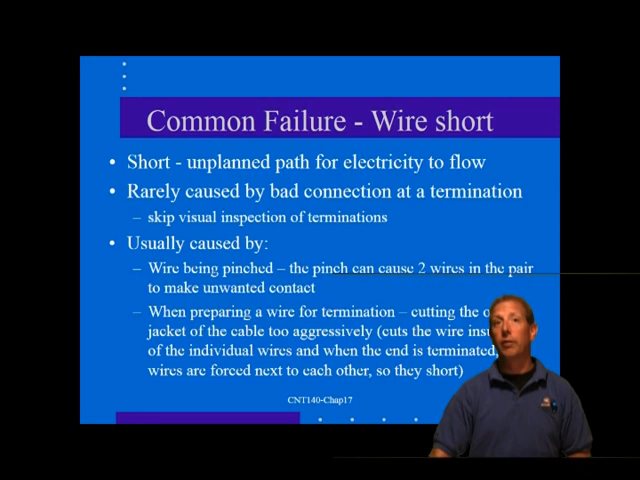 Common Failure - Wire short
• Short - unplanned path for electricity to flow
• Rarely caused by bad connection at a termination
– skip visual inspection of terminations
• Usually caused by:
– Wire being pinched – the pinch can cause 2 wires in the pair
to make unwanted contact
– When preparing a wire for termination – cutting the
jacket of the cable too aggressively (cuts the wire
of the individual wires and when the end is terminated,
wires are forced next to each other, so they short)
CNT140-Chap17